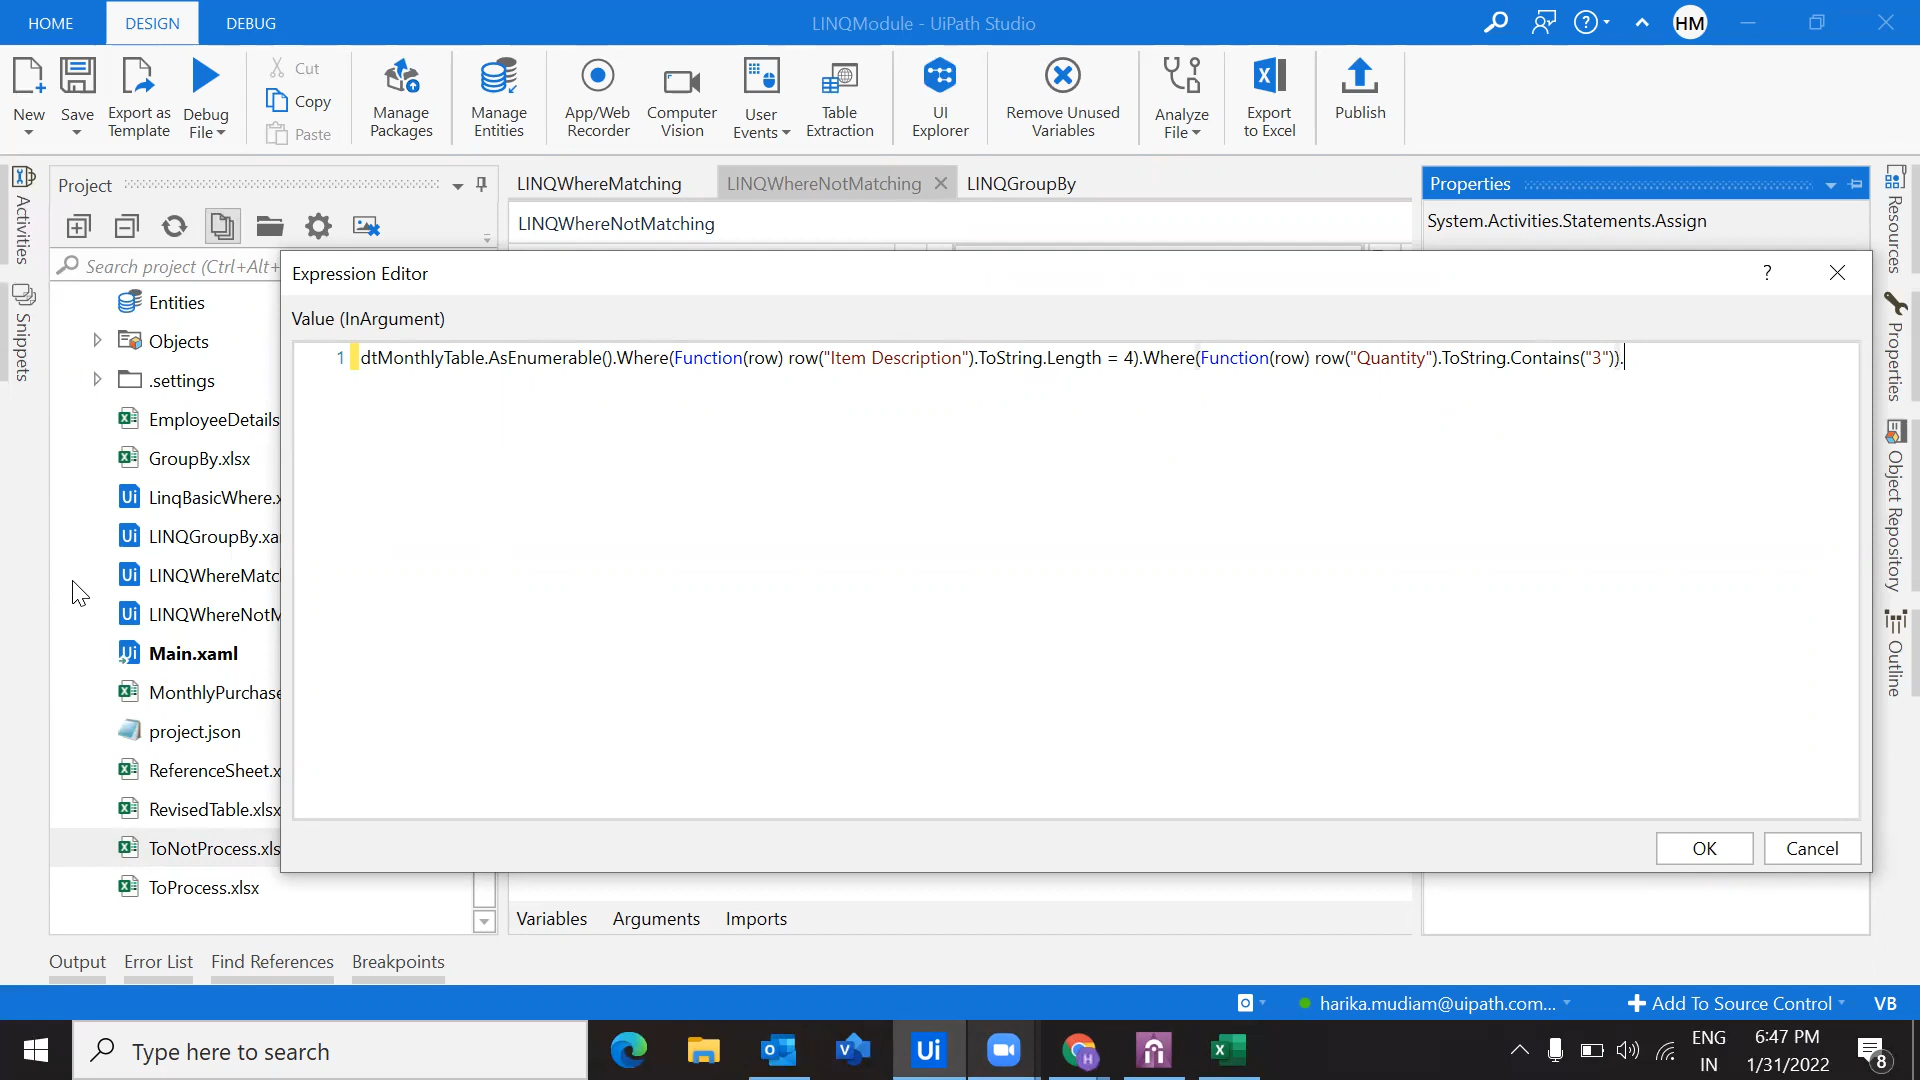 HOME
DESIGN
DEBUG
LINQModule - UiPath Studio
HM
New
Save
Export as
Template
Debug
File
Cut
Copy
Paste
Manage
Packages
Manage
Entities
App/Web
Recorder
Computer
Vision
User
Events
Table
Extraction
UI
Explorer
Remove Unused
Variables
Analyze
File
Export
to Excel
Publish
Activities
Snippets
Project
LINQWhereMatching
LINQWhereNotMatching
LINQGroupBy
LINQWhereNotMatching
Properties
System.Activities.Statements.Assign
Resources
Properties
Object Repository
Outline
Search project (Ctrl+Alt+
Entities
Objects
.settings
EmployeeDetails
GroupBy.xlsx
LinqBasicWhere.x
LINQGroupBy.xa
LINQWhereMatc
LINQWhereNotM
Main.xaml
MonthlyPurchase
project.json
ReferenceSheet.x
RevisedTable.xlsx
ToNotProcess.xls
ToProcess.xlsx
Expression Editor
?
Value (InArgument)
1 dtMonthlyTable.AsEnumerable().Where(Function(row) row("Item Description").ToString.Length = 4).Where(Function(row) row("Quantity").ToString.Contains("3")).
OK
Cancel
Variables
Arguments
Imports
Output
Error List
Find References
Breakpoints
harika.mudiam@uipath.com...
Add To Source Control
VB
Type here to search
Ui
ENG
IN
6:47 PM
1/31/2022
8